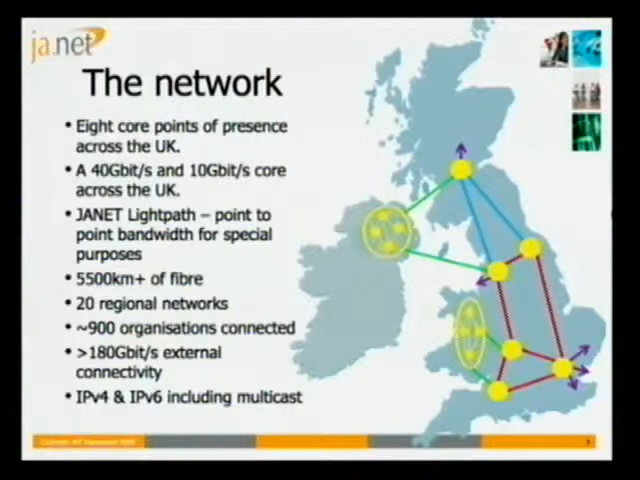 ja.net
The network
• Eight core points of presence
across the UK.
• A 40Gbit/s and 10Gbit/s core
across the UK.
• JANET Lightpath – point to
point bandwidth for special
purposes
• 5500km+ of fibre
• 20 regional networks
• ~900 organisations connected
• >180Gbit/s external
connectivity
• IPv4 & IPv6 including multicast